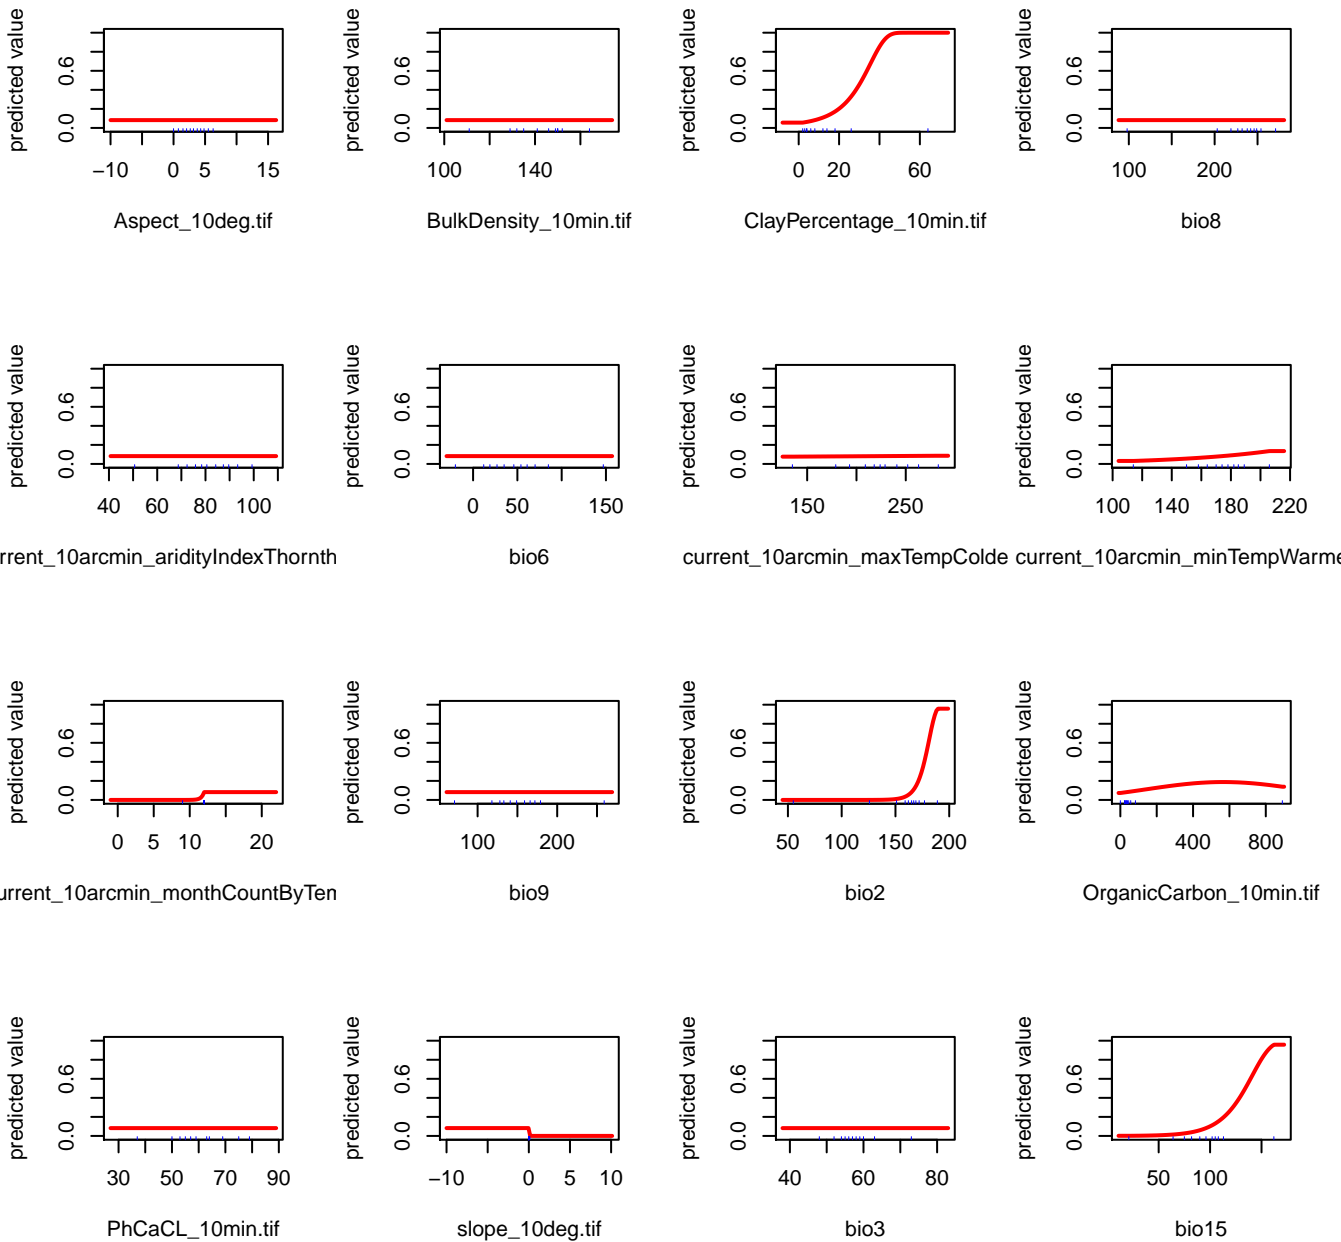 predicted value
0.0 0.6
−10 0 5 15
Aspect_10deg.tif
predicted value
0.0 0.6
100 140
BulkDensity_10min.tif
predicted value
0.0 0.6
0 20 60
ClayPercentage_10min.tif
predicted value
0.0 0.6
100 200
bio8
predicted value
0.0 0.6
40 60 80 100
rrent_10arcmin_aridityIndexThornth
predicted value
0.0 0.6
0 50 150
bio6
predicted value
0.0 0.6
150 250
current_10arcmin_maxTempColde
predicted value
0.0 0.6
100 140 180 220
current_10arcmin_minTempWarme
predicted value
0.0 0.6
0 5 10 20
urrent_10arcmin_monthCountByTen
predicted value
0.0 0.6
100 200
bio9
predicted value
0.0 0.6
50 100 150 200
bio2
predicted value
0.0 0.6
0 400 800
OrganicCarbon_10min.tif
predicted value
0.0 0.6
30 50 70 90
PhCaCL_10min.tif
predicted value
0.0 0.6
−10 0 5 10
slope_10deg.tif
predicted value
0.0 0.6
40 60 80
bio3
predicted value
0.0 0.6
50 100
bio15